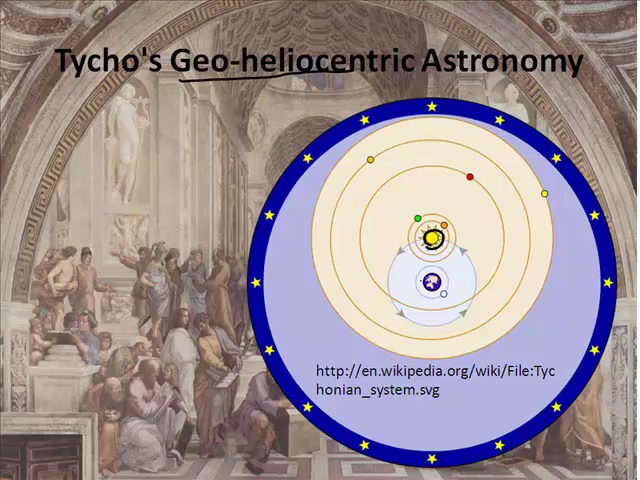 Tycho's Geo-heliocentric Astronomy
http://en.wikipedia.org/wiki/File:Tyc
honian_system.svg